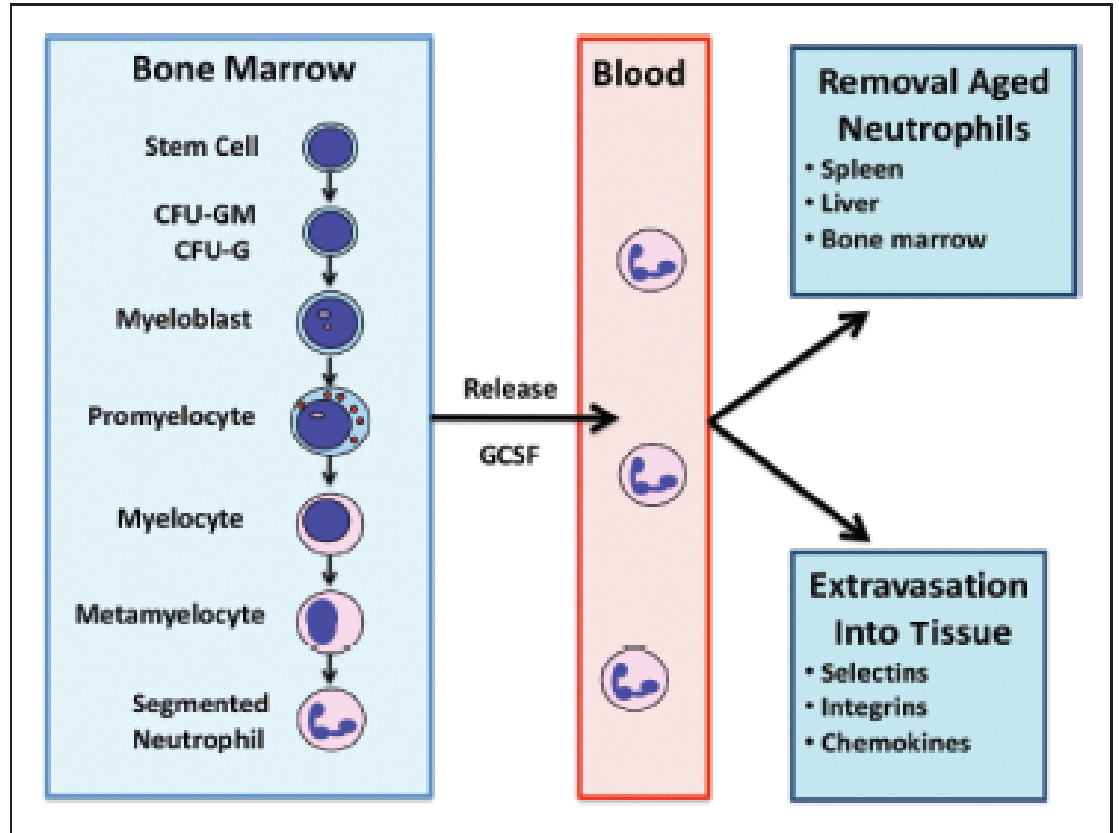 Bone Marrow
Stem Cell
CFU-GM
CFU-G
Myeloblast
Promyelocyte
Myelocyte
Metamyelocyte
Segmented
Neutrophil
Release
GCSF
Blood
Removal Aged
Neutrophils
• Spleen
• Liver
• Bone marrow
Extravasation
Into Tissue
• Selectins
• Integrins
• Chemokines